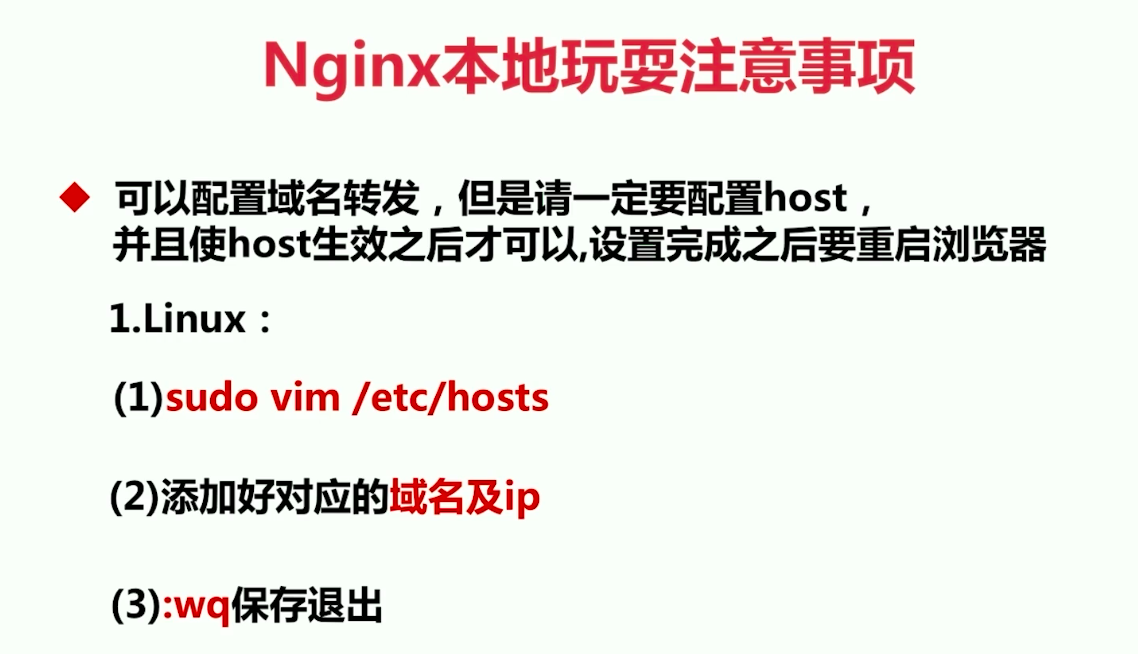 Nginx本地玩耍注意事项
可以配置域名转发，但是请一定要配置host，
并且使host生效之后才可以,设置完成之后要重启浏览器
1.Linux：
(1)sudo vim /etc/hosts
(2)添加好对应的域名及ip
(3):wq保存退出